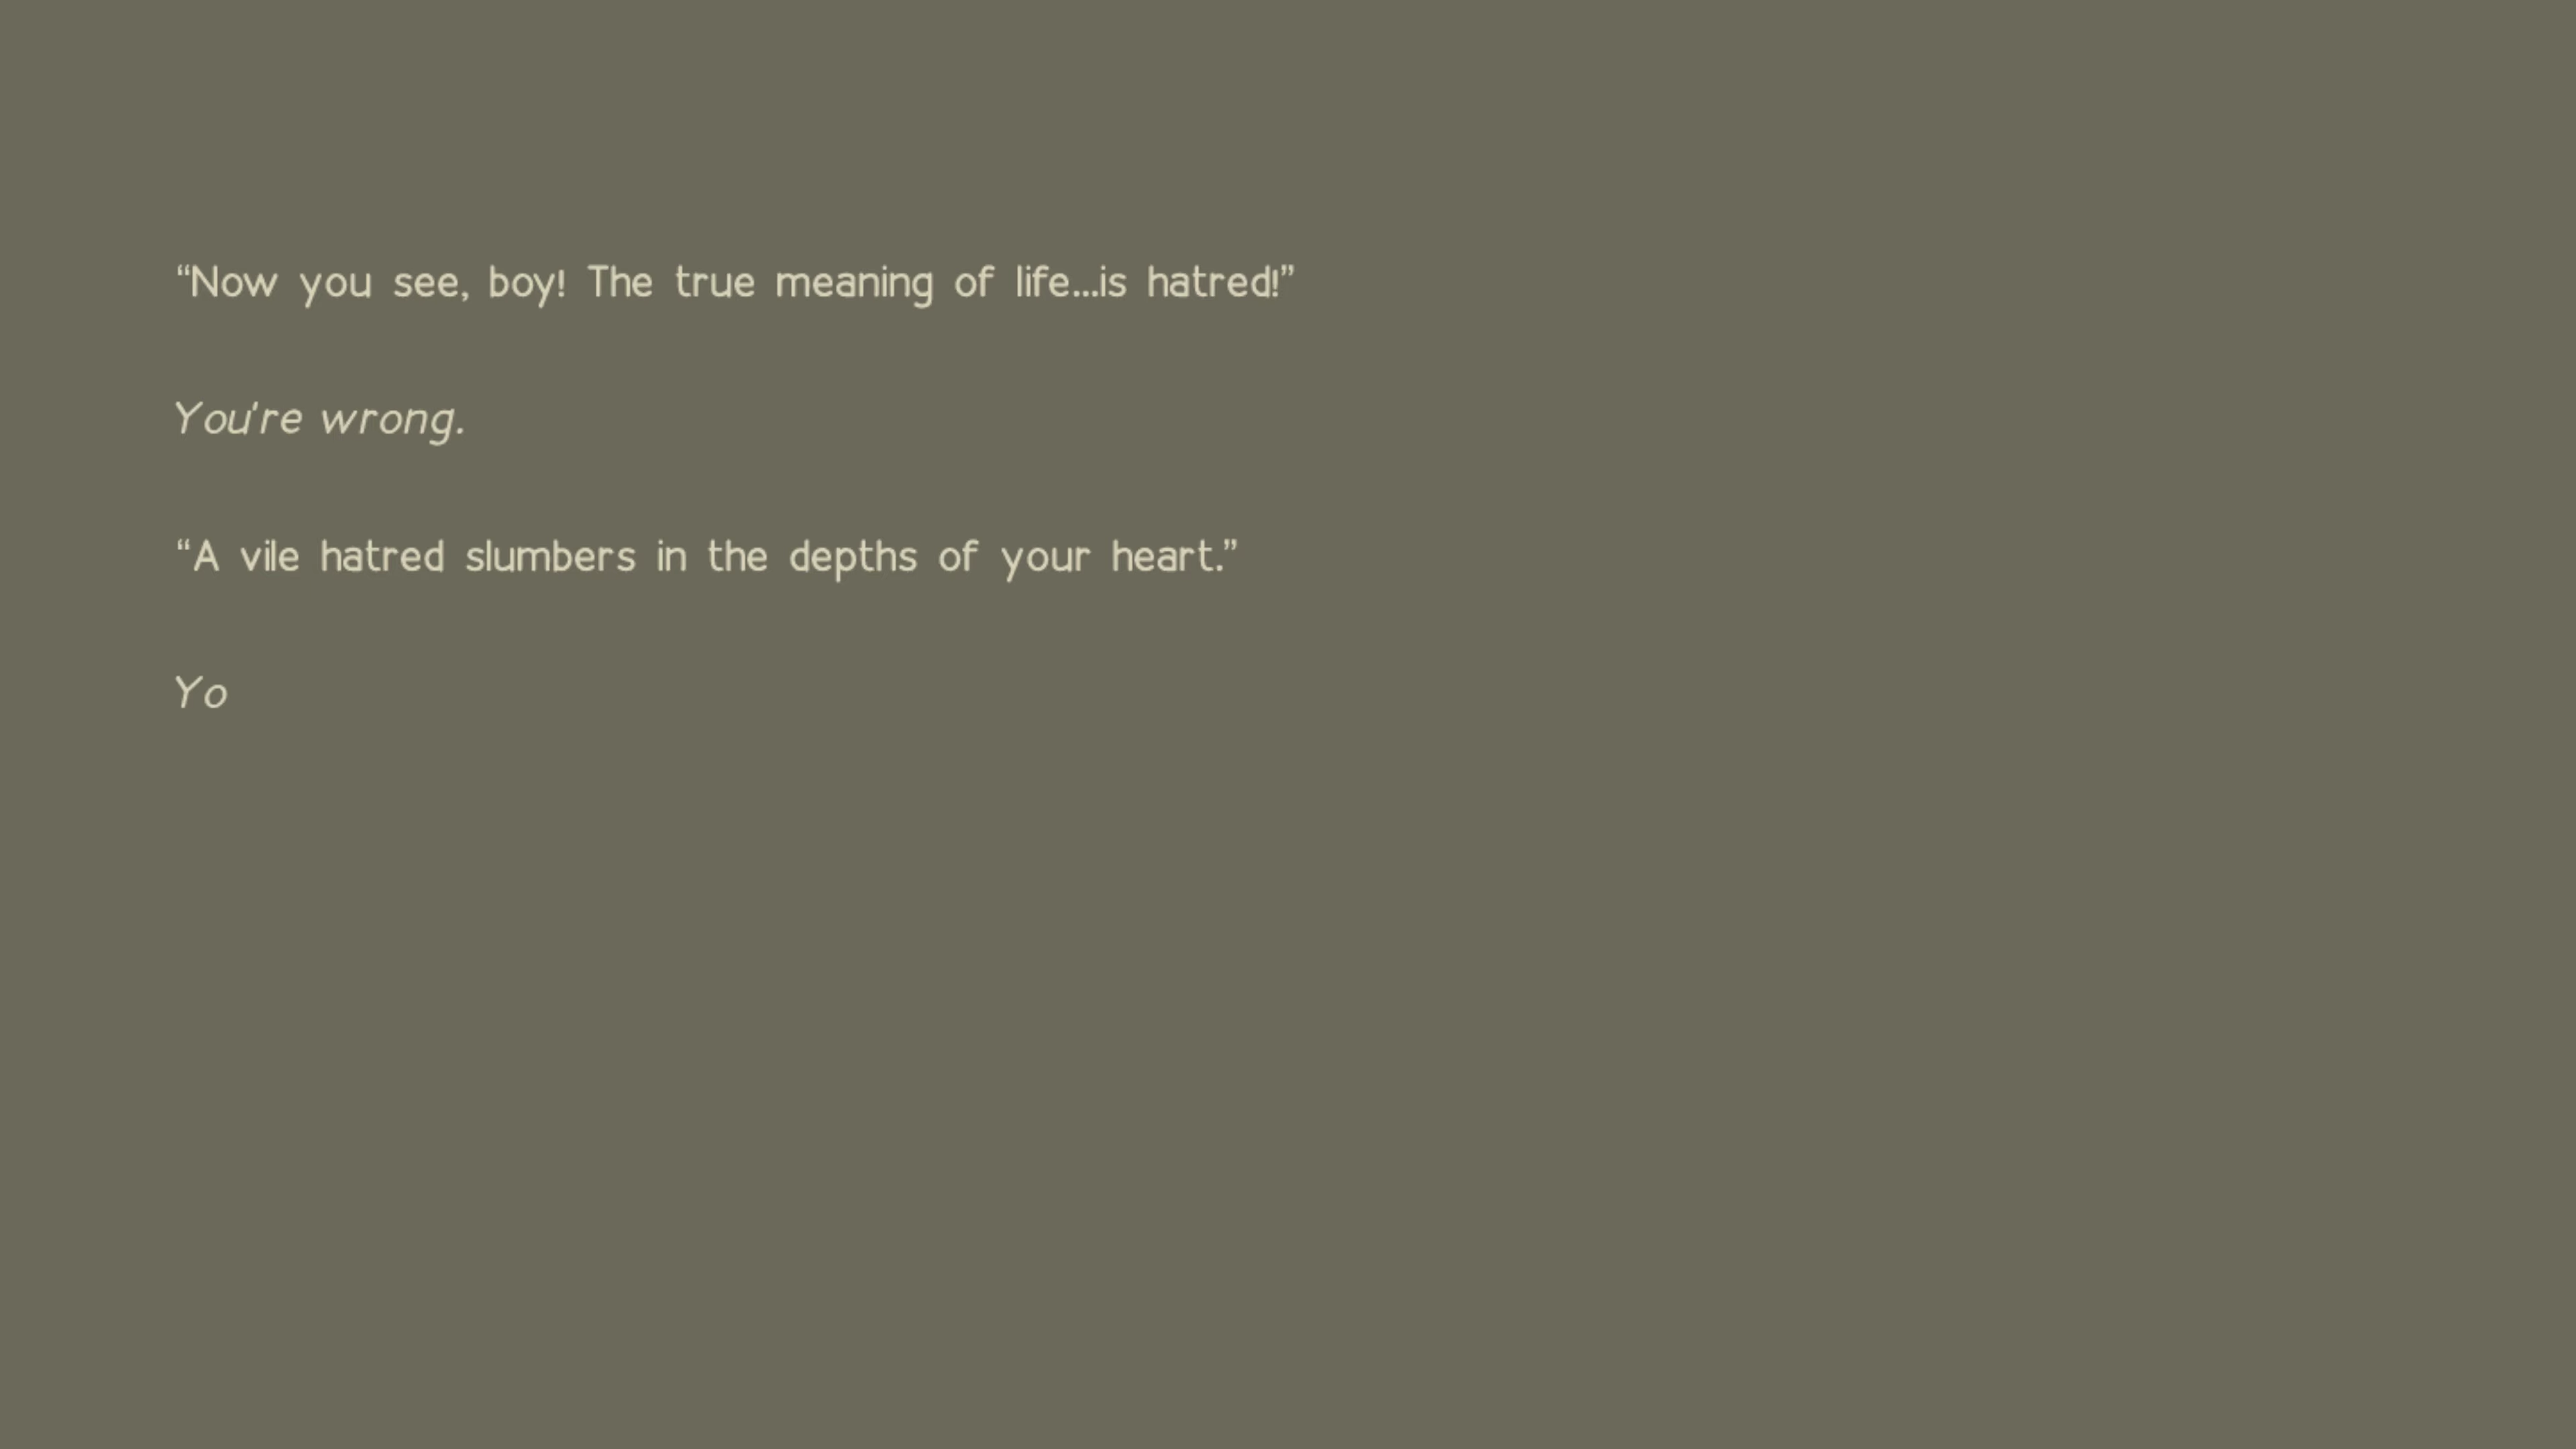 “Now you see, boy! The true meaning of life...is hatred!”
You're wrong.
“A vile hatred slumbers in the depths of your heart.”
Yo